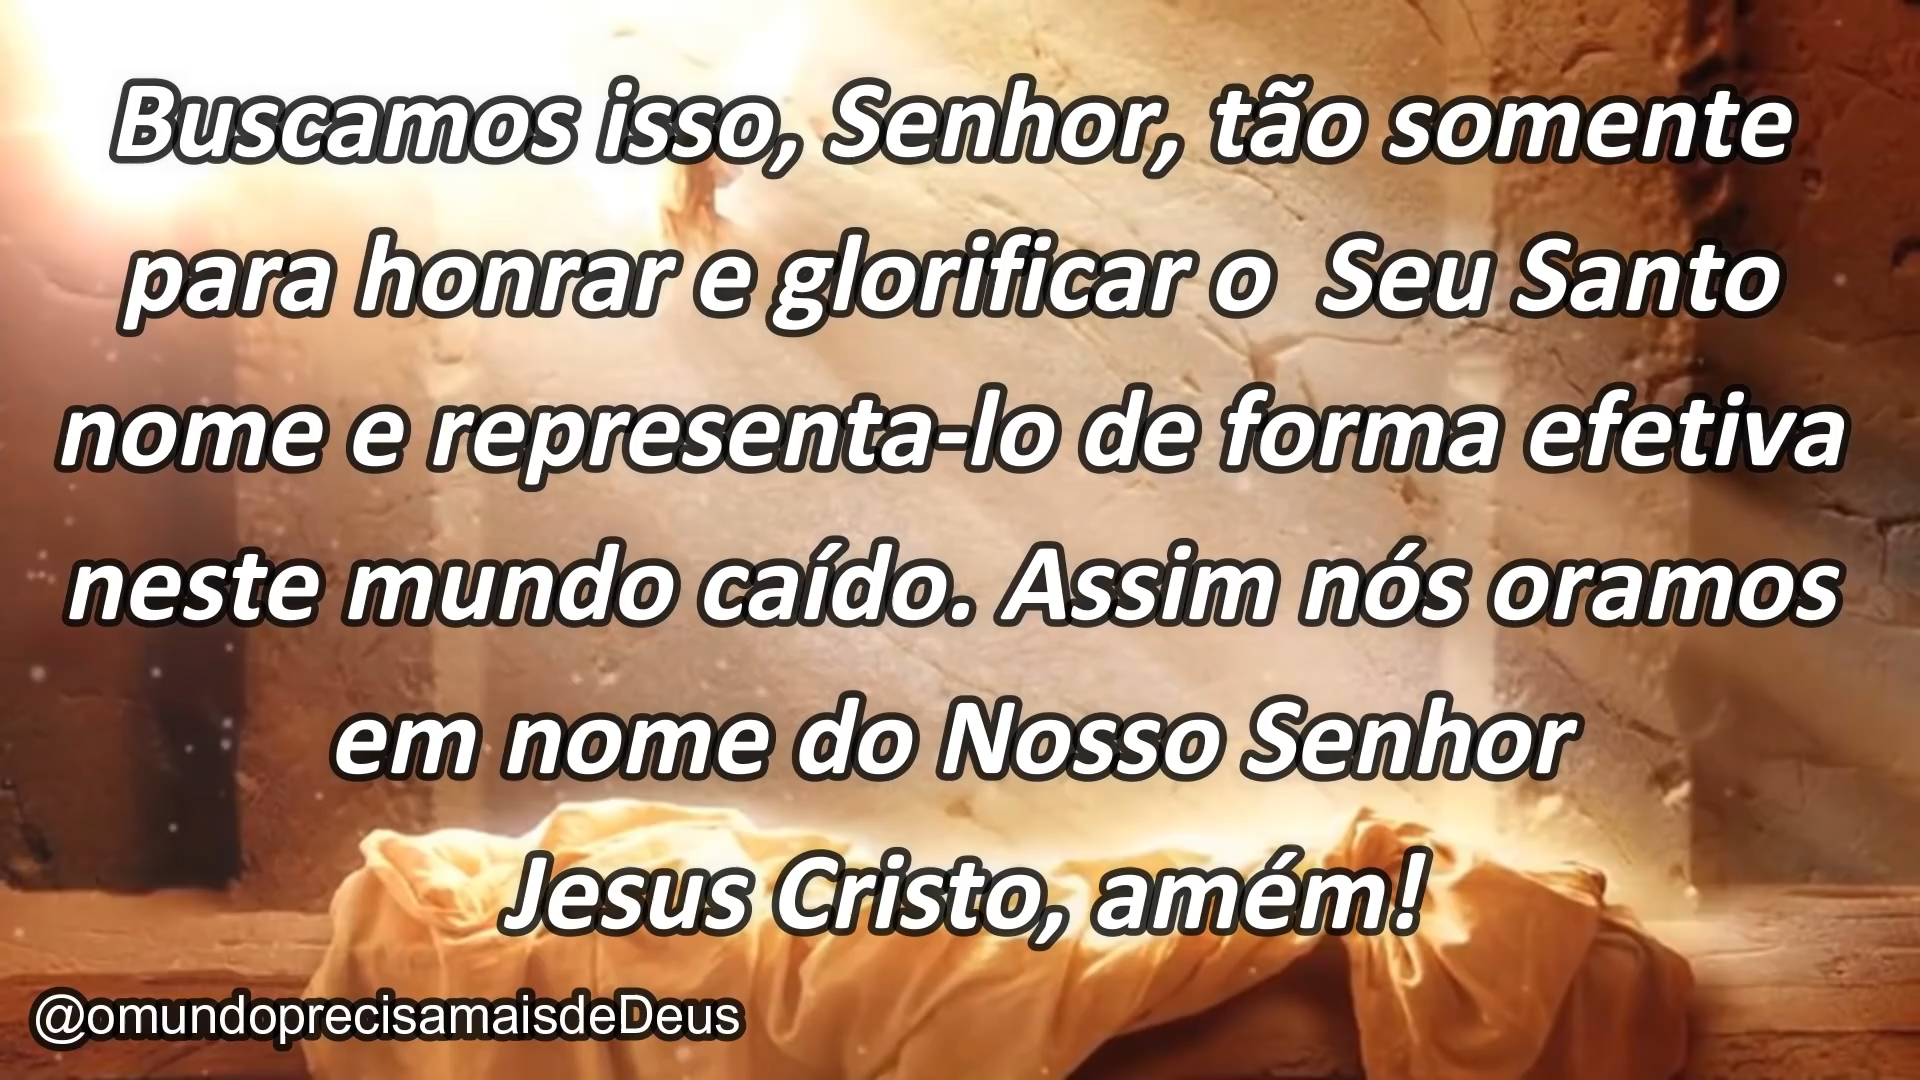 Buscamos isso, Senhor, tão somente
para honrar e glorificar o  Seu Santo
nome e representa-lo de forma efetiva
neste mundo caído. Assim nós oramos
em nome do Nosso Senhor
Jesus Cristo, amém!
@omundoprecisamaisdeDeus